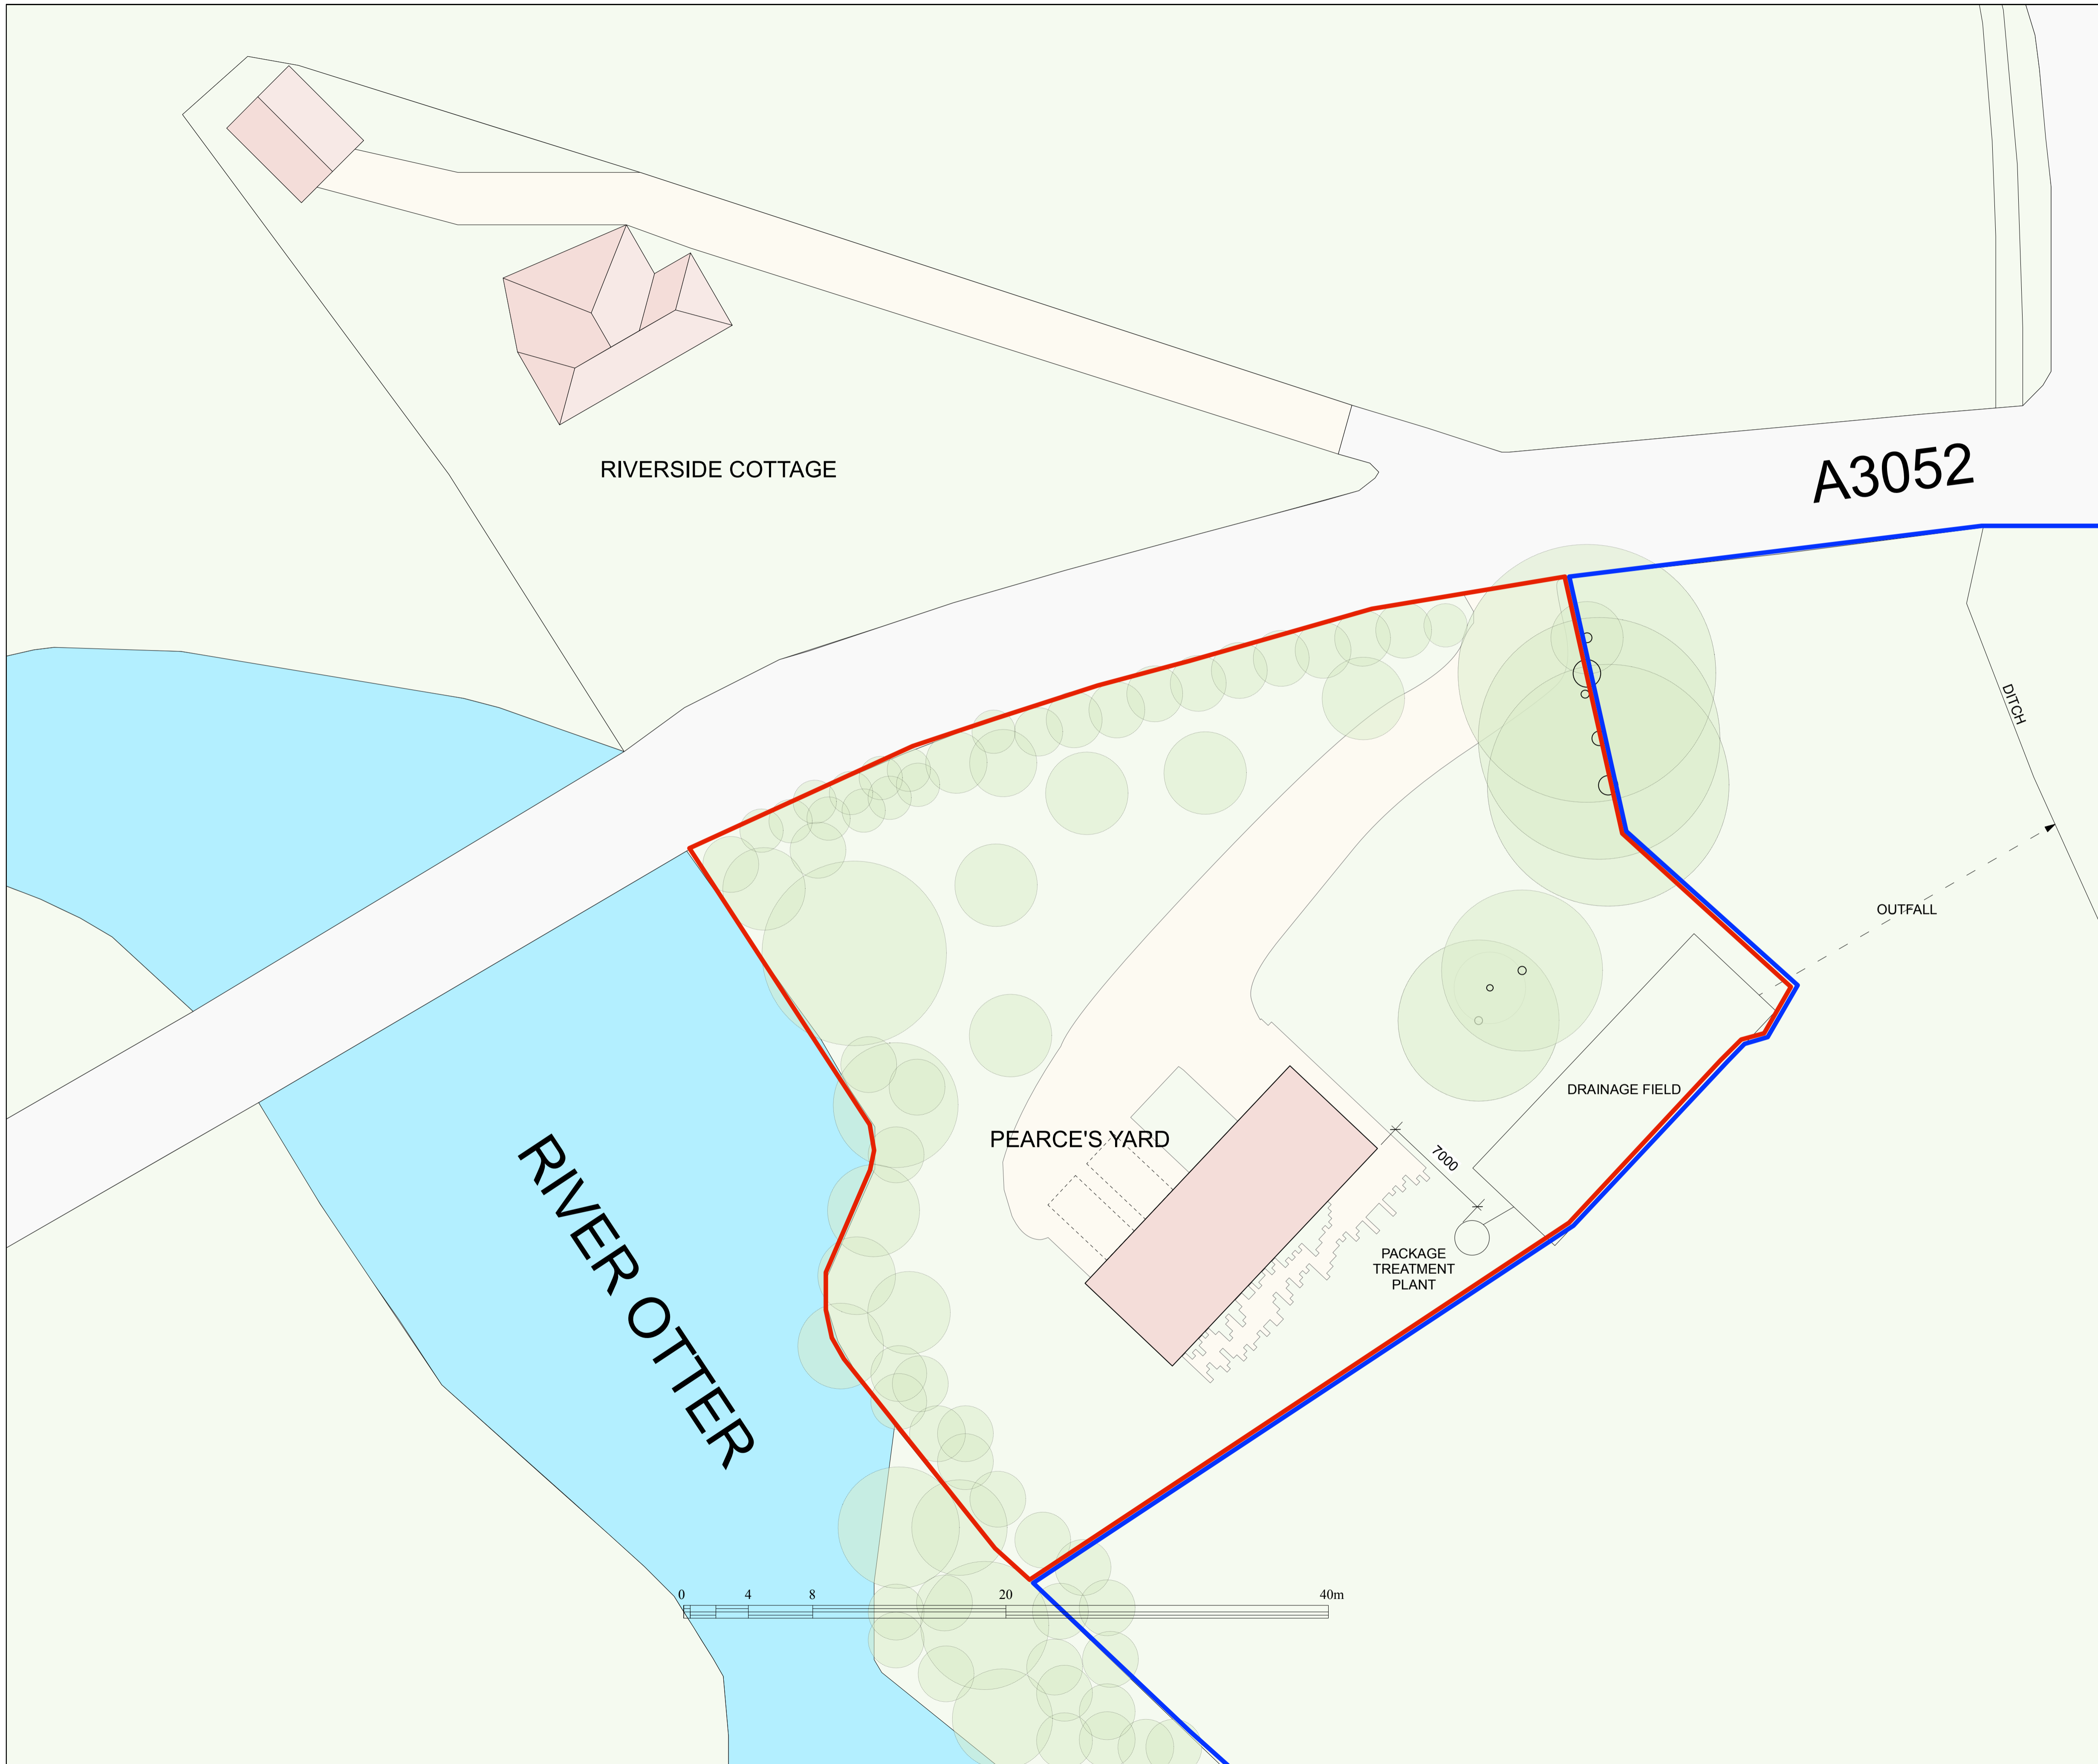 RIVERSIDE COTTAGE
A3052
DITCH
OUTFALL
DRAINAGE FIELD
PEARCE'S YARD
7000
RIVER OTTER
PACKAGE
TREATMENT
PLANT
0 4 8 20 40m